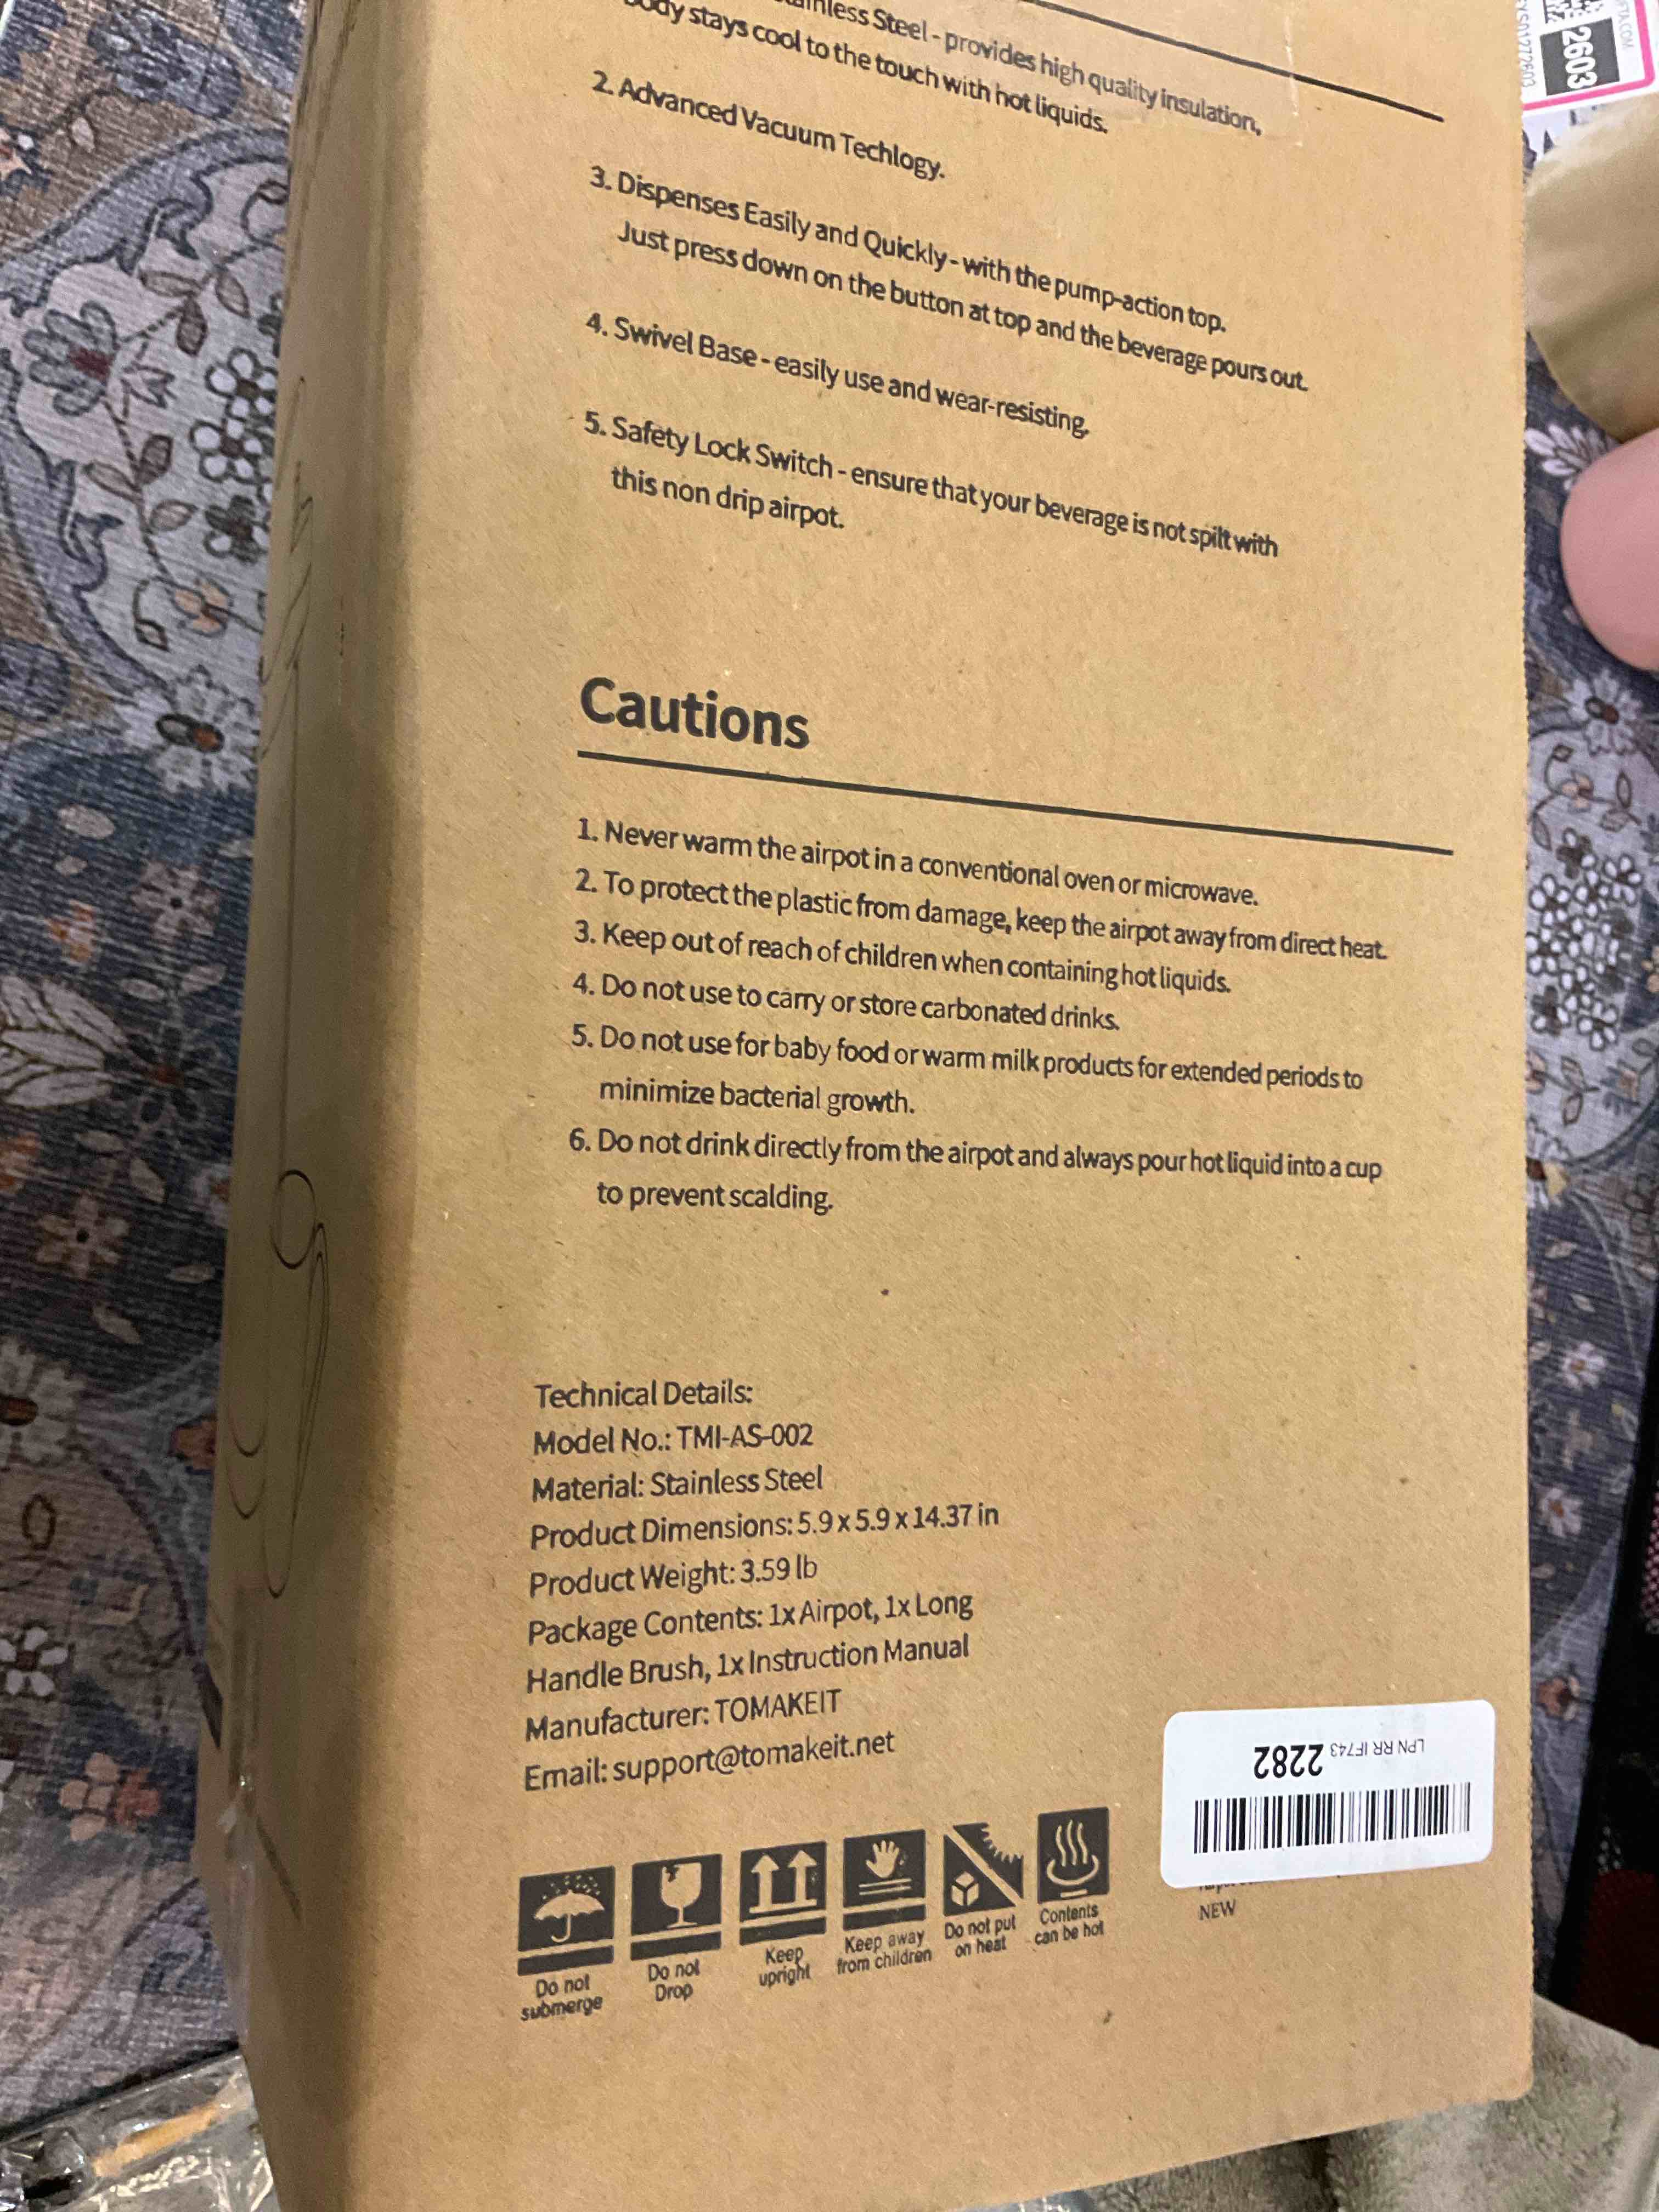 Steel - provides high quality insulation,
body stays cool to the touch with hot liquids.
2. Advanced Vacuum Techlogy.
3. Dispenses Easily and Quickly - with the pump-action top.
Just press down on the button at top and the beverage pours out.
4. Swivel Base - easily use and wear-resisting.
5. Safety Lock Switch - ensure that your beverage is not spilt with
this non drip airpot.
Cautions
1. Never warm the airpot in a conventional oven or microwave.
2. To protect the plastic from damage, keep the airpot away from direct heat.
3. Keep out of reach of children when containing hot liquids.
4. Do not use to carry or store carbonated drinks.
5. Do not use for baby food or warm milk products for extended periods to
minimize bacterial growth.
6. Do not drink directly from the airpot and always pour hot liquid into a cup
to prevent scalding.
Technical Details:
Model No.: TMI-AS-002
Material: Stainless Steel
Product Dimensions: 5.9 x 5.9 x 14.37 in
Product Weight: 3.59 lb
Package Contents: 1x Airpot, 1x Long
Handle Brush, 1x Instruction Manual
Manufacturer: TOMAKEIT
Email: support@tomakeit.net
Do not
submerge
Do not
Drop
Keep
upright
Keep away
from children
Do not put
on heat
Contents
can be hot
LPN RR IF743 2282
NEW
2603